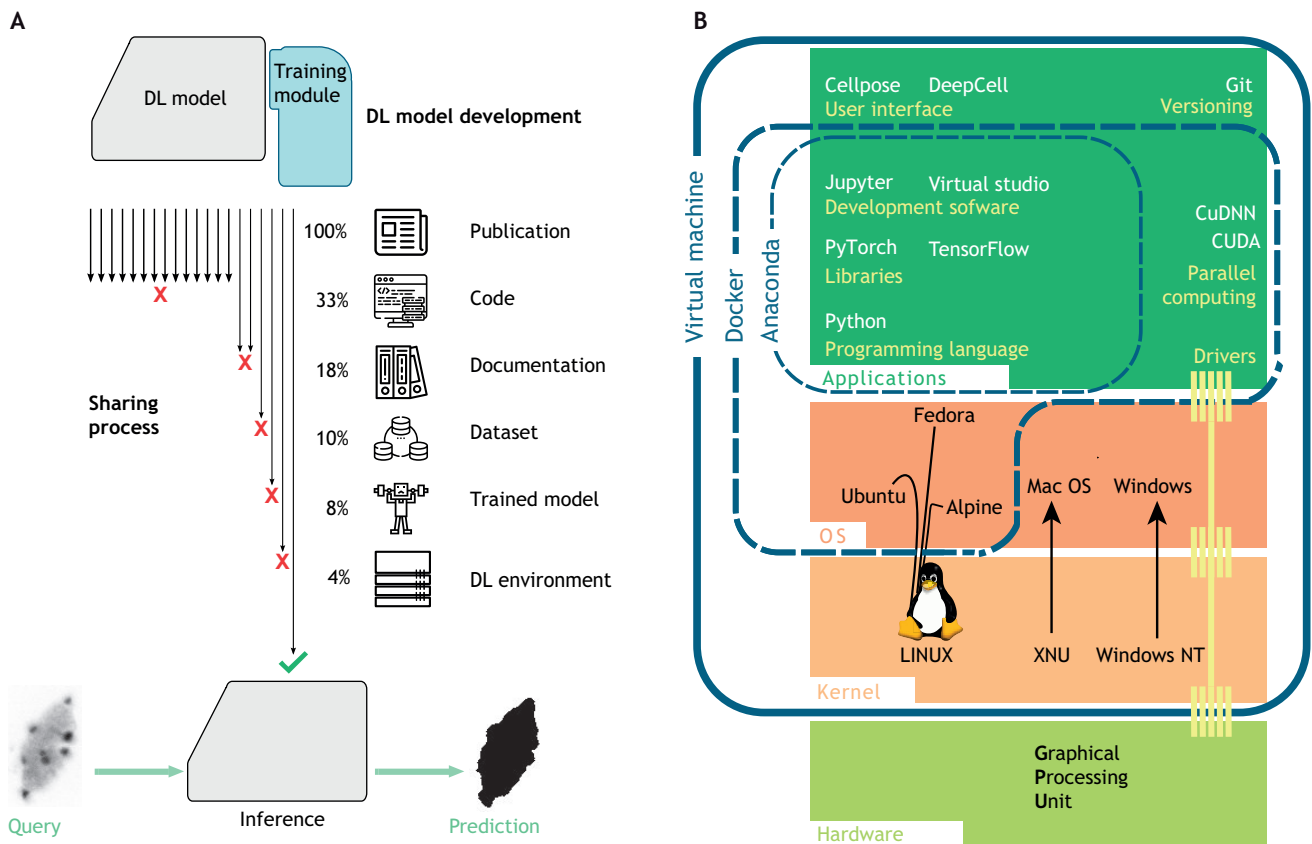 A
DL model
Training
module
DL model development
100%
Publication
33%
Code
18%
Documentation
Sharing
process
10%
Dataset
8%
Trained model
4%
DL environment
Query
Inference
Prediction
B
Virtual machine
Docker
Anaconda
Cellpose
DeepCell
User interface
Git
Versioning
Jupyter
Virtual studio
Development sofware
PyTorch
TensorFlow
Libraries
Python
Programming language
Applications
CuDNN
CUDA
Parallel
computing
Drivers
Fedora
Ubuntu
Alpine
Mac OS
Windows
OS
LINUX
XNU
Windows NT
Kernel
Graphical
Processing
Unit
Hardware